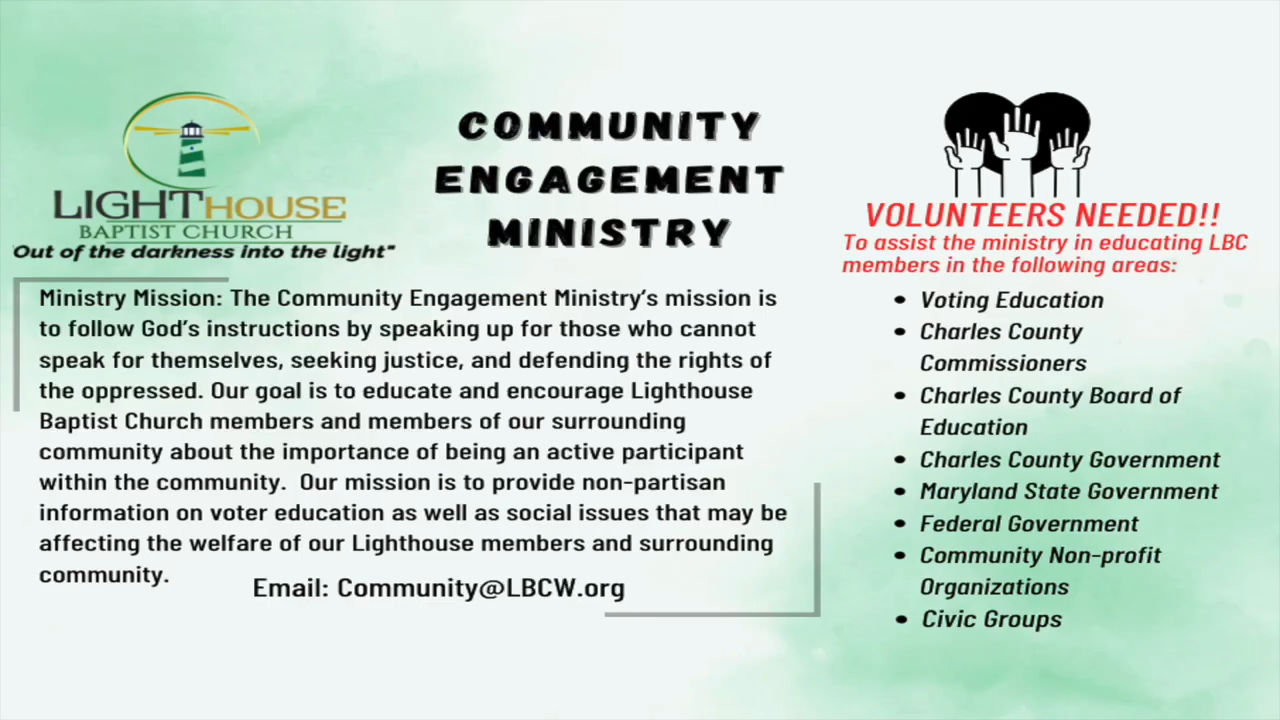 LIGHTHOUSE
BAPTIST CHURCH
Out of the darkness into the light"
COMMUNITY
ENGAGEMENT
MINISTRY
Ministry Mission: The Community Engagement Ministry's mission is
to follow God's instructions by speaking up for those who cannot
speak for themselves, seeking justice, and defending the rights of
the oppressed. Our goal is to educate and encourage Lighthouse
Baptist Church members and members of our surrounding
community about the importance of being an active participant
within the community.  Our mission is to provide non-partisan
information on voter education as well as social issues that may be
affecting the welfare of our Lighthouse members and surrounding
community.
Email: Community@LBCW.org
VOLUNTEERS NEEDED!!
To assist the ministry in educating LBC
members in the following areas:
• Voting Education
• Charles County
Commissioners
• Charles County Board of
Education
• Charles County Government
• Maryland State Government
• Federal Government
• Community Non-profit
Organizations
• Civic Groups